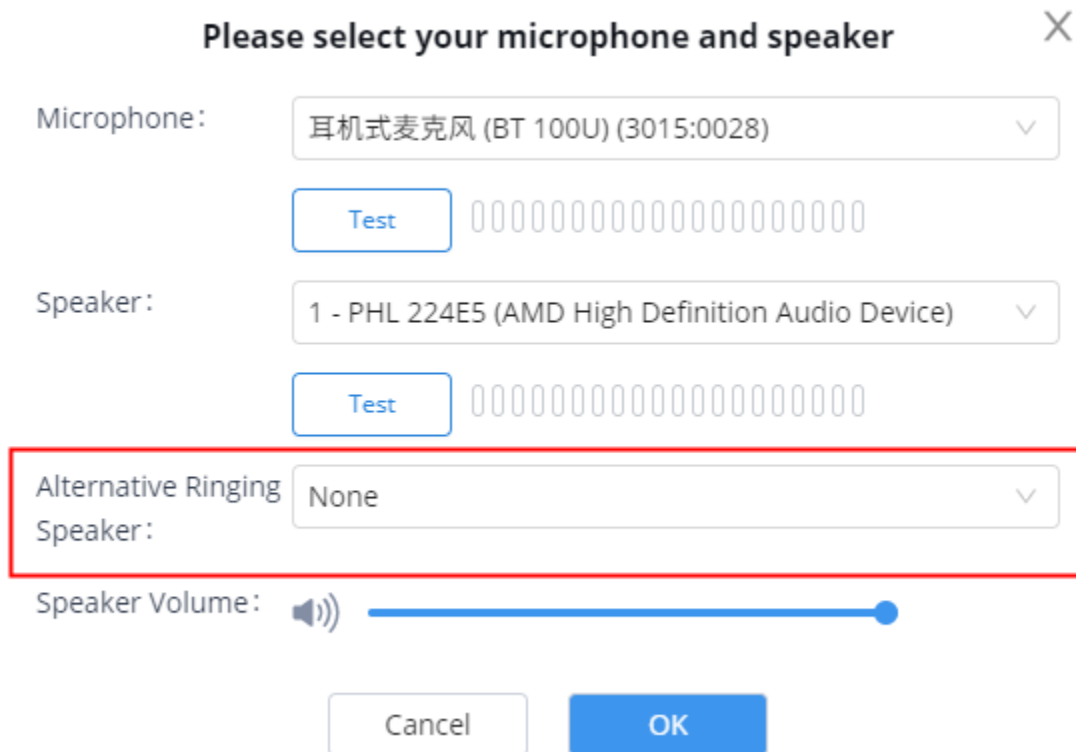 Please select your microphone and speaker
Microphone:
耳机式麦克风 (BT 100U) (3015:0028)
Test
Speaker:
1 - PHL 224E5 (AMD High Definition Audio Device)
Test
Alternative Ringing
Speaker:
None
Speaker Volume:
Cancel
OK